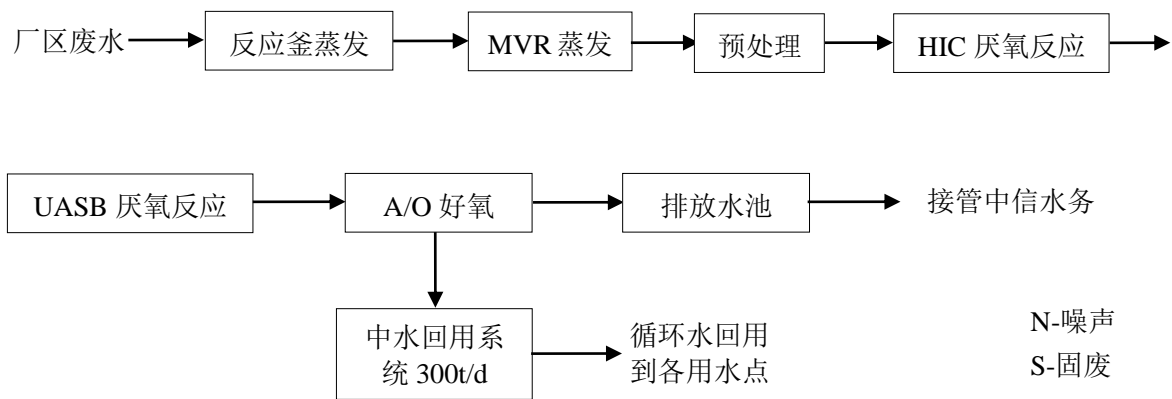 厂区废水
反应釜蒸发
MVR 蒸发
预处理
HIC 厌氧反应
UASB 厌氧反应
A/O 好氧
排放水池
接管中信水务
中水回用系
统 300t/d
循环水回用
到各用水点
N-噪声
S-固废